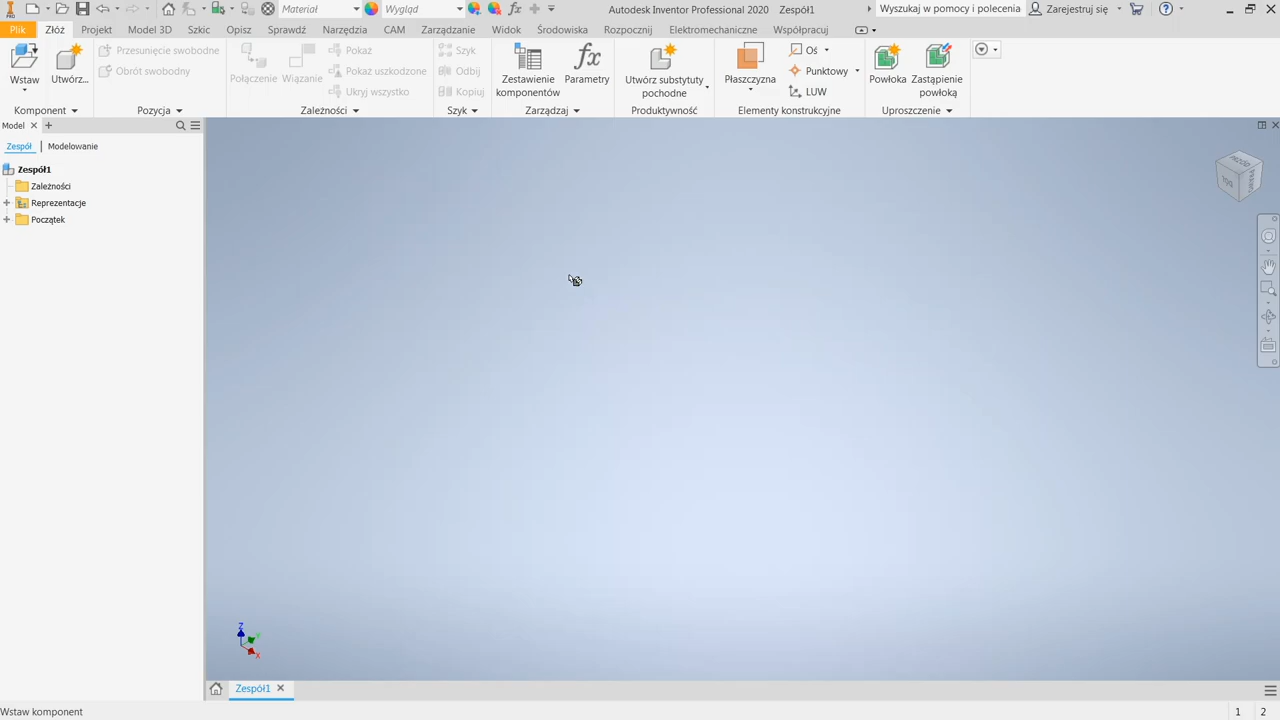 Materiał
Wygląd
Autodesk Inventor Professional 2020 Zespół1
Wyszukaj w pomocy i polecenia
Zarejestruj się
Plik Złóż Projekt Model 3D Szkic Opisz Sprawdź Narzędzia CAM Zarządzanie Widok Środowiska Rozpocznij Elektromechaniczne Współpracuj
Wstaw
Utwórz...
Przesunięcie swobodne
Obrót swobodny
Połączenie
Wiązanie
Pokaż
Pokaż uszkodzone
Ukryj wszystko
Szyk
Odbij
Kopiuj
Zestawienie
komponentów
Parametry
Utwórz substytuty
pochodne
Płaszczyzna
Oś
Punktowy
LUW
Powłoka
Zastąpienie
powłoką
Komponent
Pozycja
Zależności
Szyk
Zarządzaj
Produktywność
Elementy konstrukcyjne
Uproszczenie
Model
Zespół
Modelowanie
Zespół1
Zależności
Reprezentacje
Początek
Z
Y
X
Zespół1
Wstaw komponent
1 2